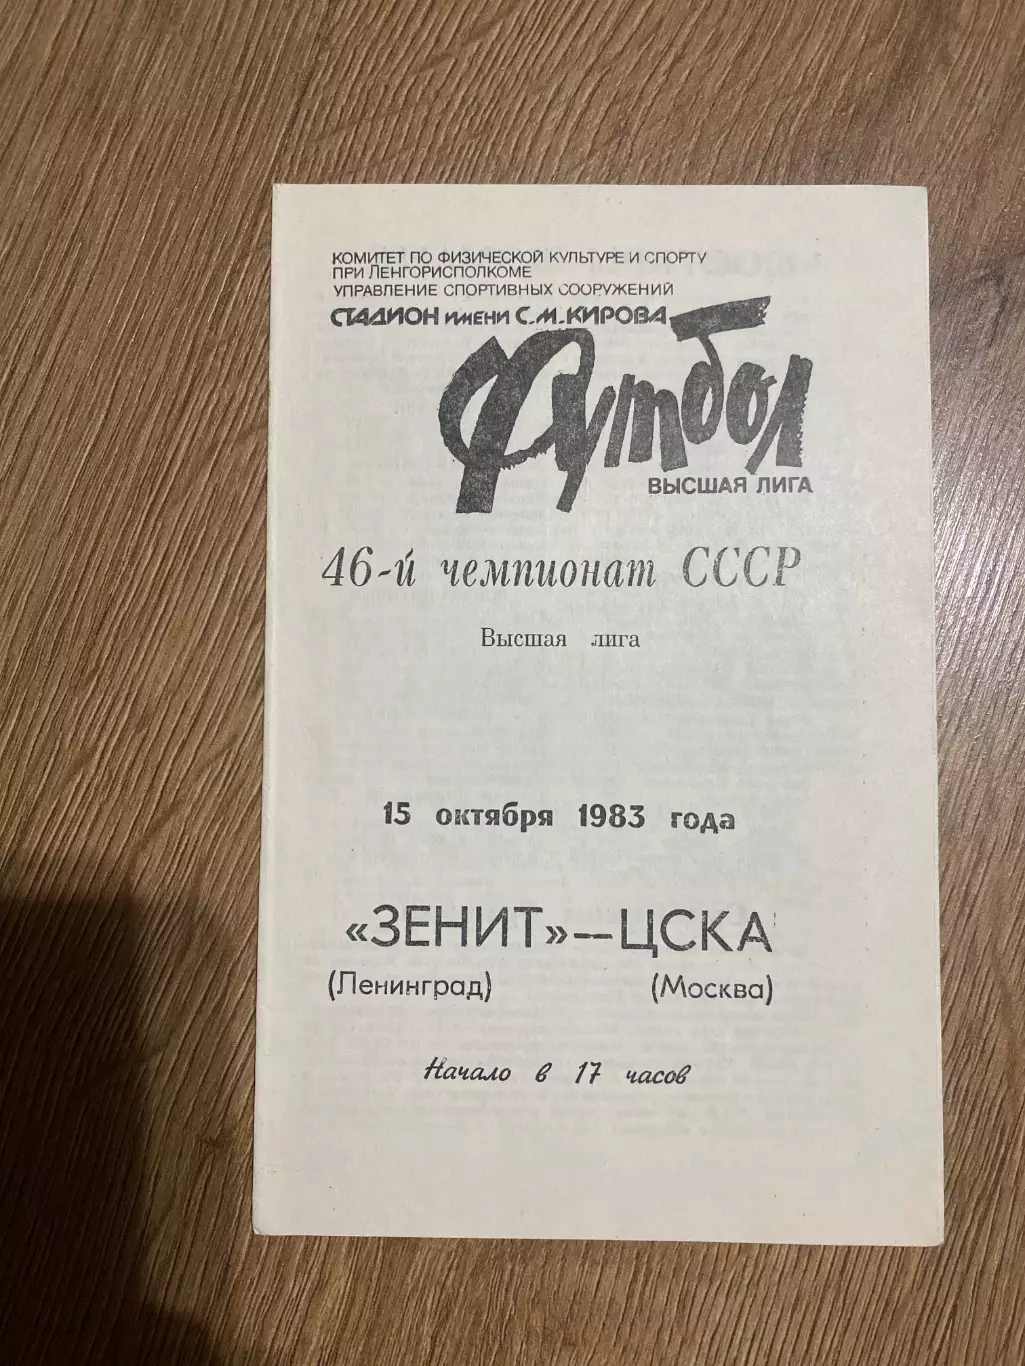 КОМИТЕТ ПО ФИЗИЧЕСКОЙ КУЛЬТУРЕ И СПОРТУ
ПРИ ЛЕНГОРИСПОЛКОМЕ
УПРАВЛЕНИЕ СПОРТИВНЫХ СООРУЖЕНИЙ
СТАДИОН ИМЕНИ С.М.КИРОВА
Футбол
ВЫСШАЯ ЛИГА
46-й чемпионат СССР
Высшая лига
15 октября 1983 года
«ЗЕНИТ»—ЦСКА
(Ленинград) (Москва)
Начало в 17 часов